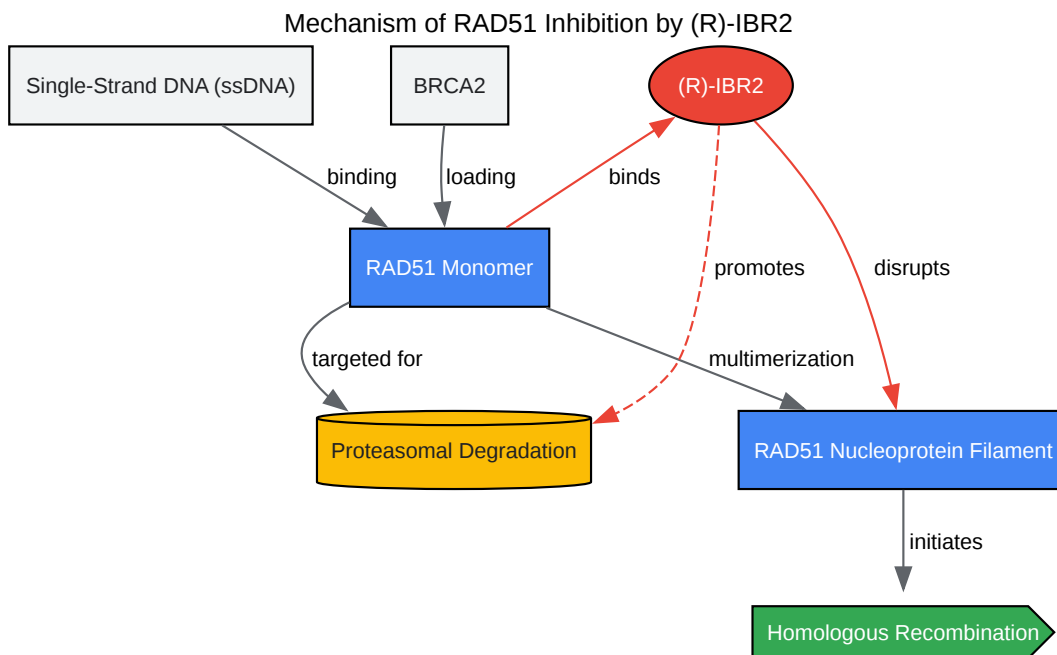 Mechanism of RAD51 Inhibition by (R)-IBR2
Single-Strand DNA (ssDNA)
BRCA2
(R)-IBR2
binding
loading
binds
RAD51 Monomer
promotes
disrupts
targeted for
multimerization
Proteasomal Degradation
RAD51 Nucleoprotein Filament
initiates
Homologous Recombination